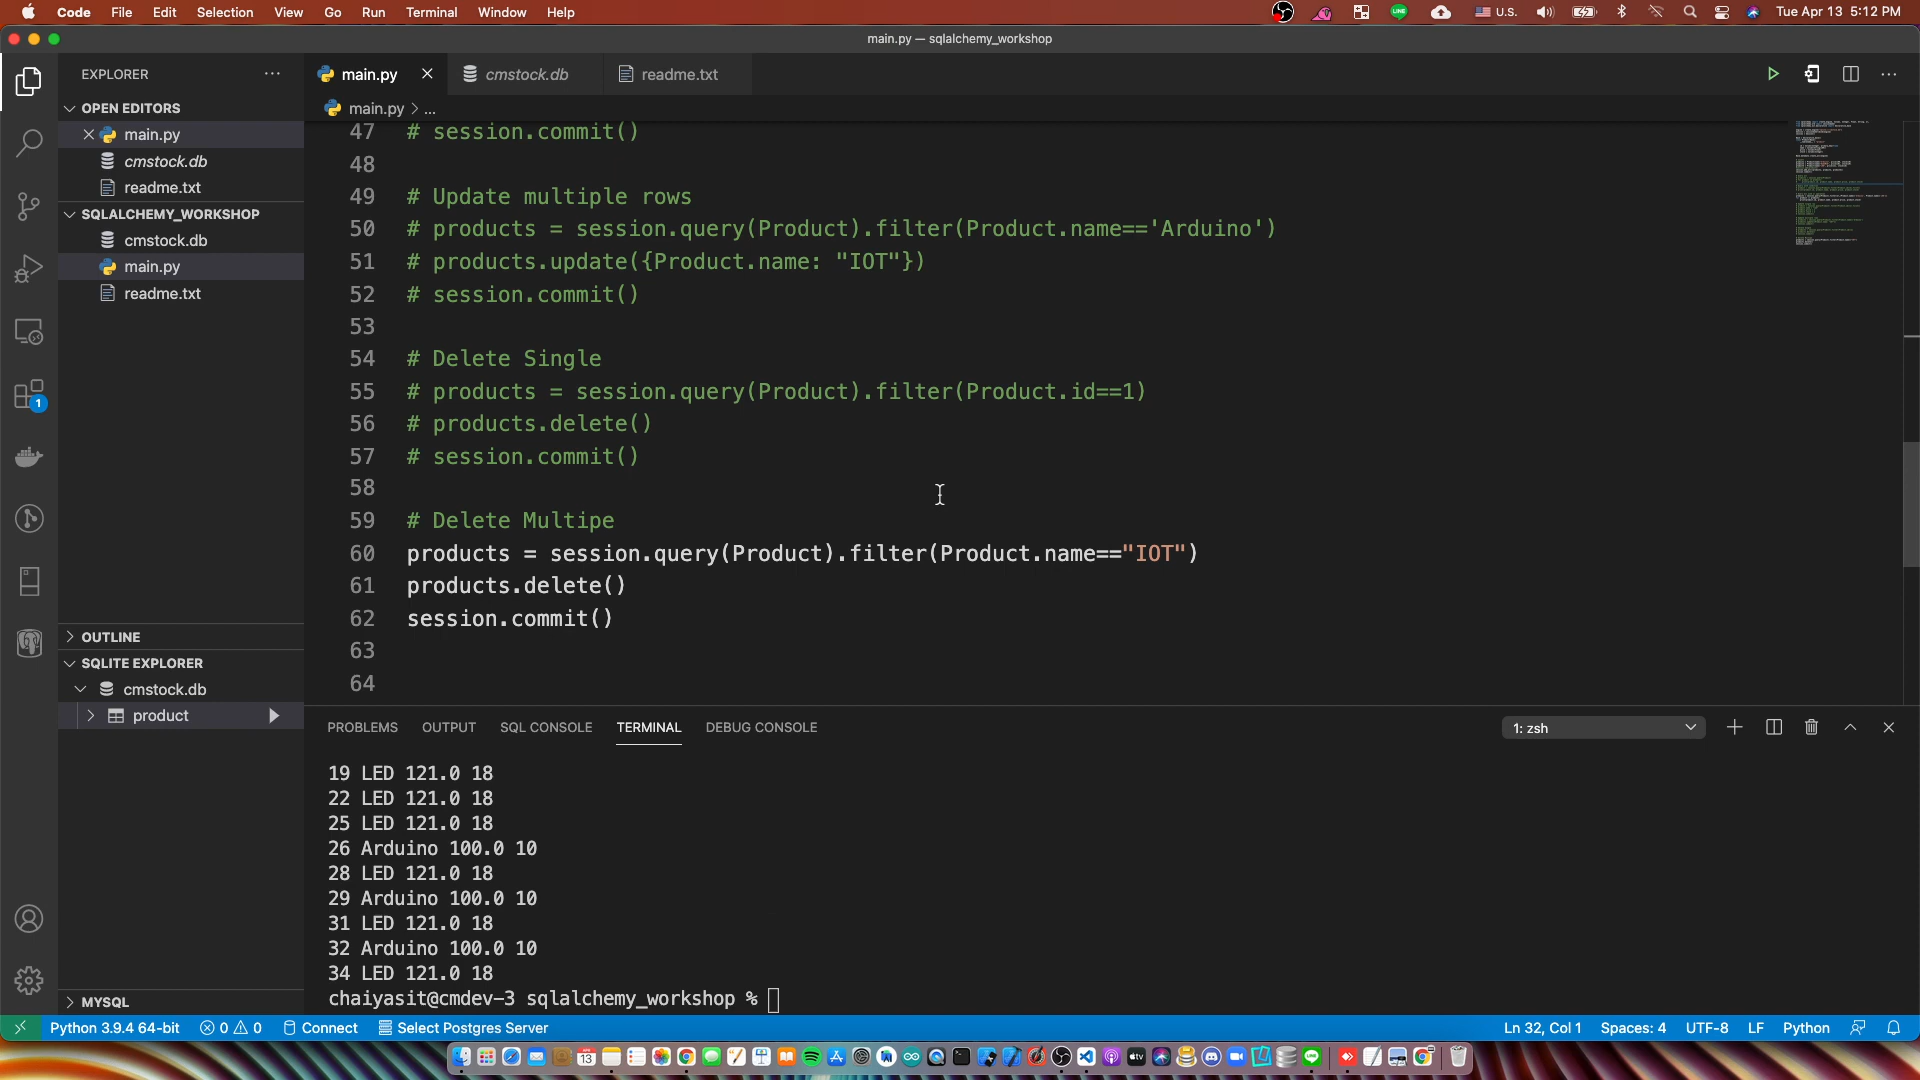 Code File Edit Selection View Go Run Terminal Window Help
U.S. Tue Apr 13 5:12 PM
main.py — sqlalchemy_workshop
EXPLORER
main.py
cmstock.db
readme.txt
OPEN EDITORS
main.py
cmstock.db
readme.txt
SQLALCHEMY_WORKSHOP
cmstock.db
main.py
readme.txt
OUTLINE
SQLITE EXPLORER
cmstock.db
product
MYSQL
1
main.py > ...
47 # session.commit()
48
49 # Update multiple rows
50 # products = session.query(Product).filter(Product.name=='Arduino')
51 # products.update({Product.name: "IOT"})
52 # session.commit()
53
54 # Delete Single
55 # products = session.query(Product).filter(Product.id==1)
56 # products.delete()
57 # session.commit()
58
59 # Delete Multipe
60 products = session.query(Product).filter(Product.name=="IOT")
61 products.delete()
62 session.commit()
63
64
PROBLEMS OUTPUT SQL CONSOLE TERMINAL DEBUG CONSOLE
1: zsh
19 LED 121.0 18
22 LED 121.0 18
25 LED 121.0 18
26 Arduino 100.0 10
28 LED 121.0 18
29 Arduino 100.0 10
31 LED 121.0 18
32 Arduino 100.0 10
34 LED 121.0 18
chaiyasit@cmdev-3 sqlalchemy_workshop %
Python 3.9.4 64-bit 0 0 Connect Select Postgres Server
Ln 32, Col 1 Spaces: 4 UTF-8 LF Python